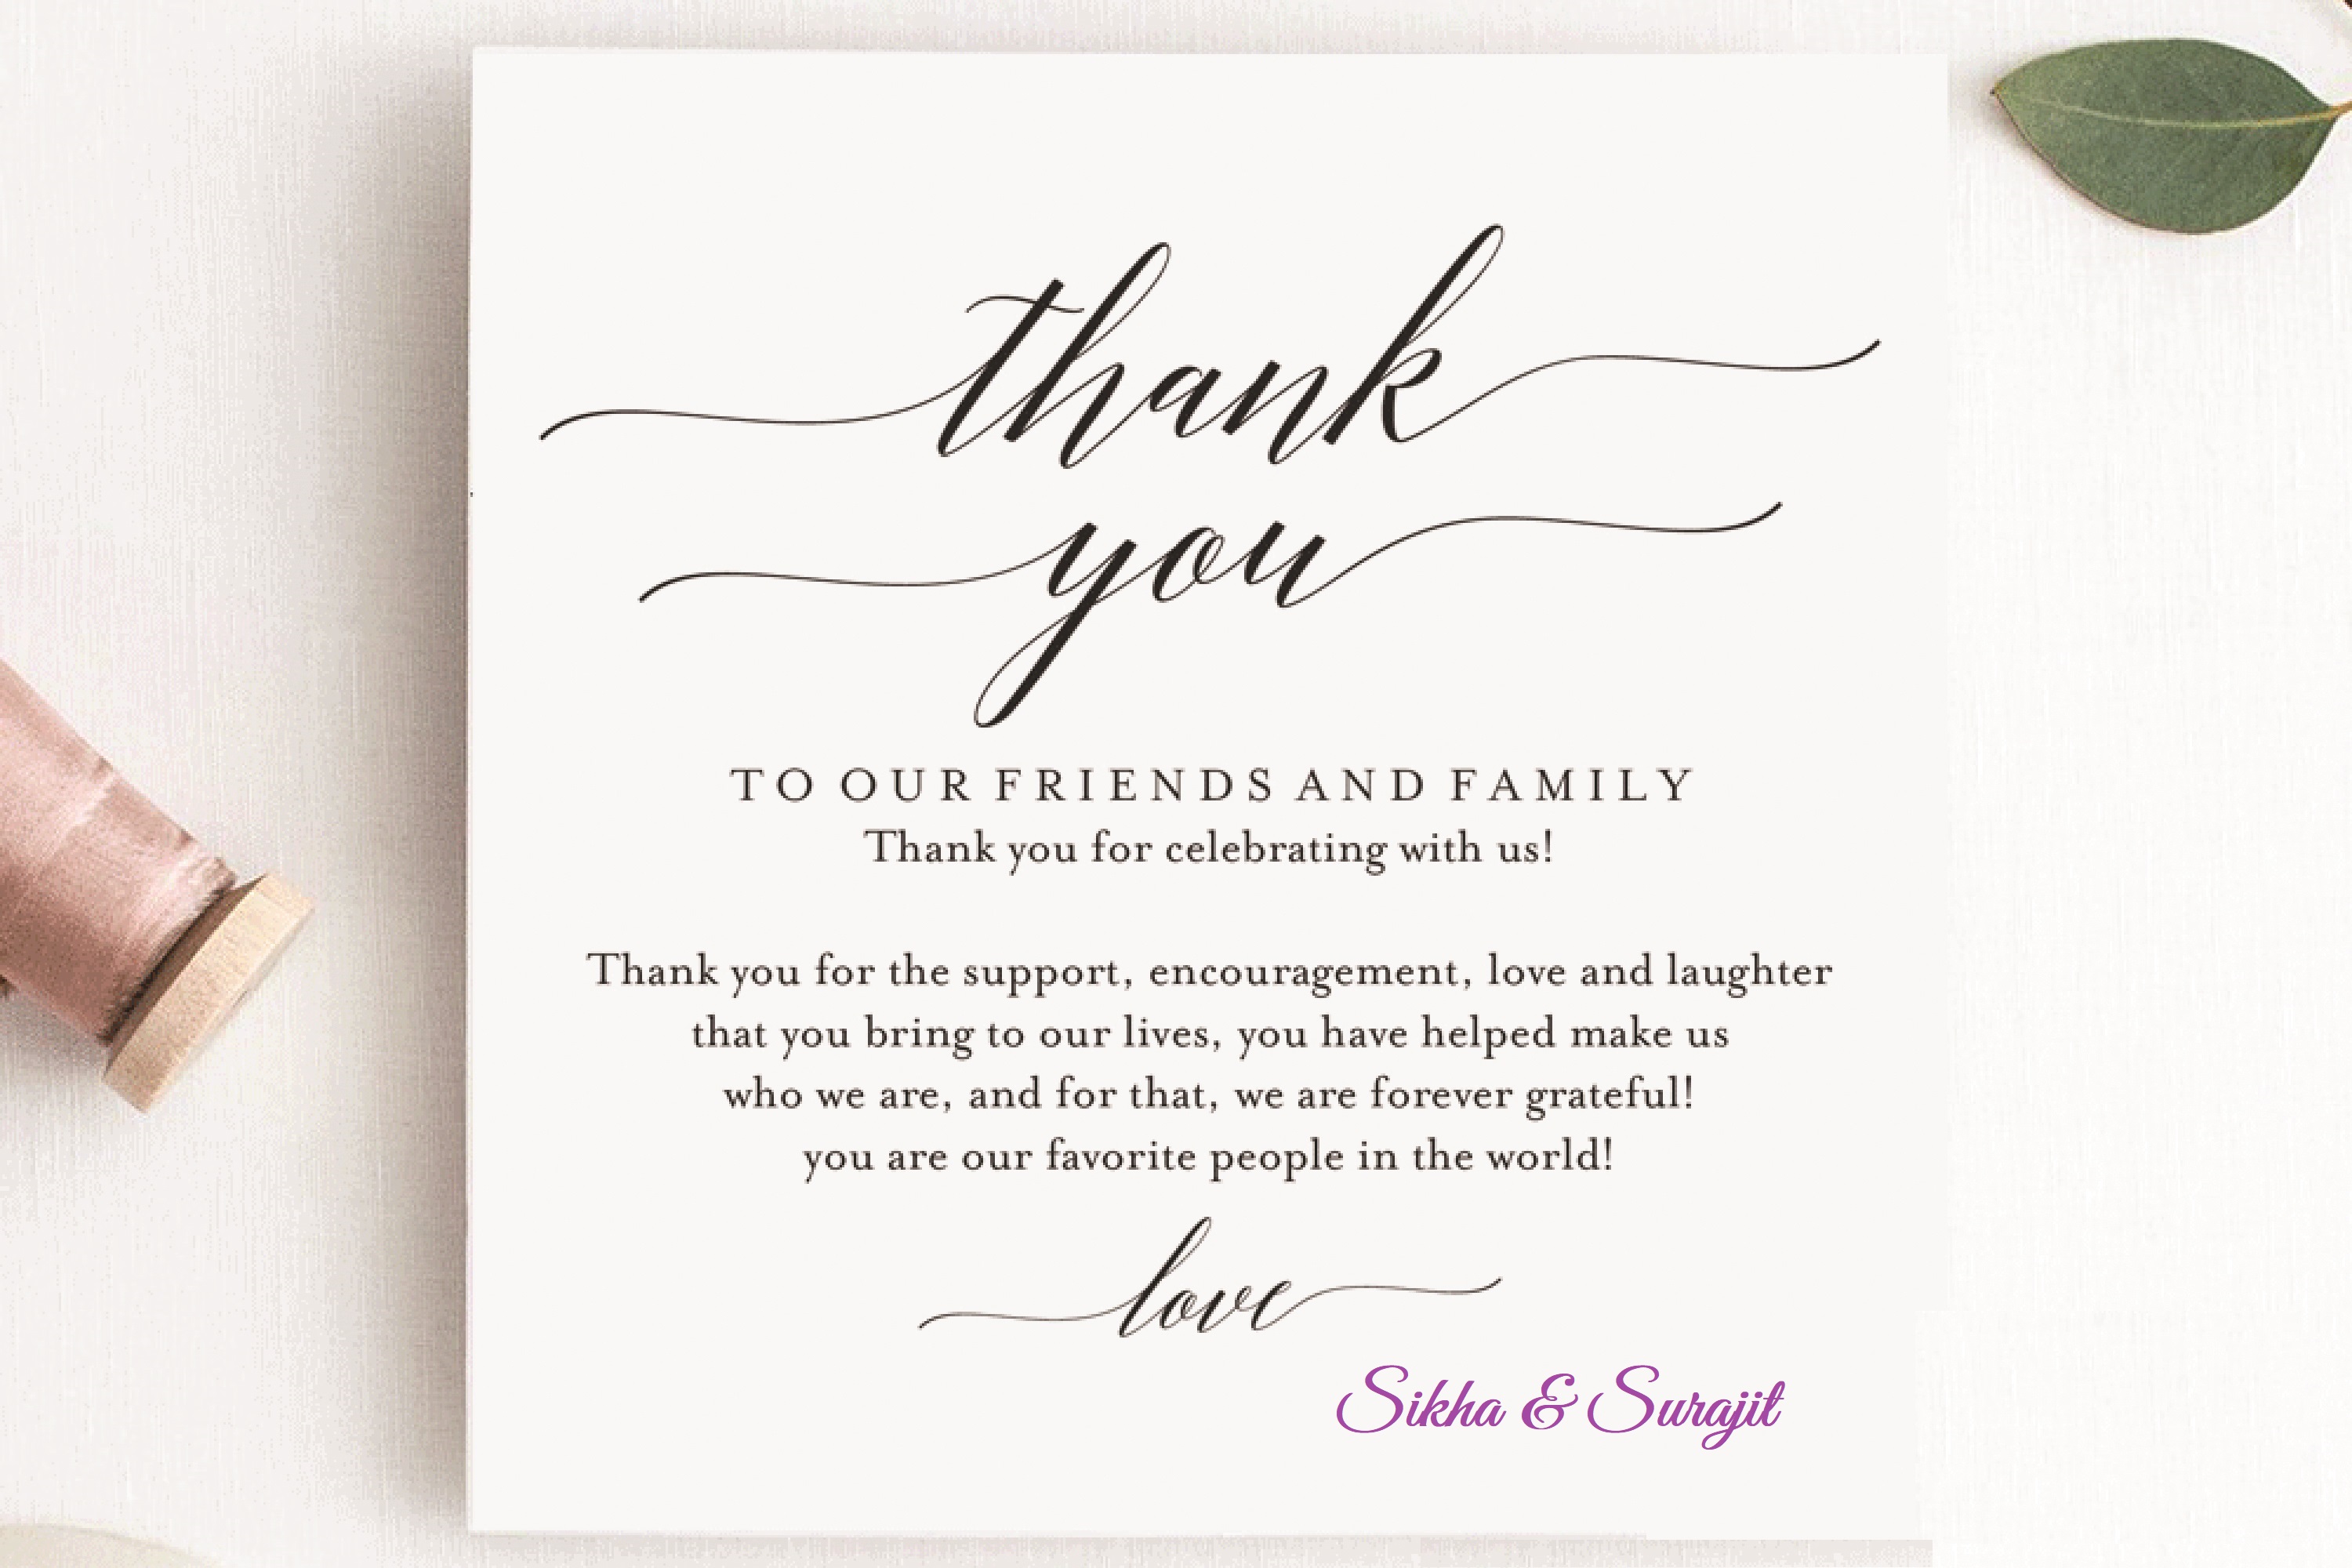 thank
you
TO OUR FRIENDS AND FAMILY
Thank you for celebrating with us!
Thank you for the support, encouragement, love and laughter
that you bring to our lives, you have helped make us
who we are, and for that, we are forever grateful!
you are our favorite people in the world!
love
Sikha & Surajit